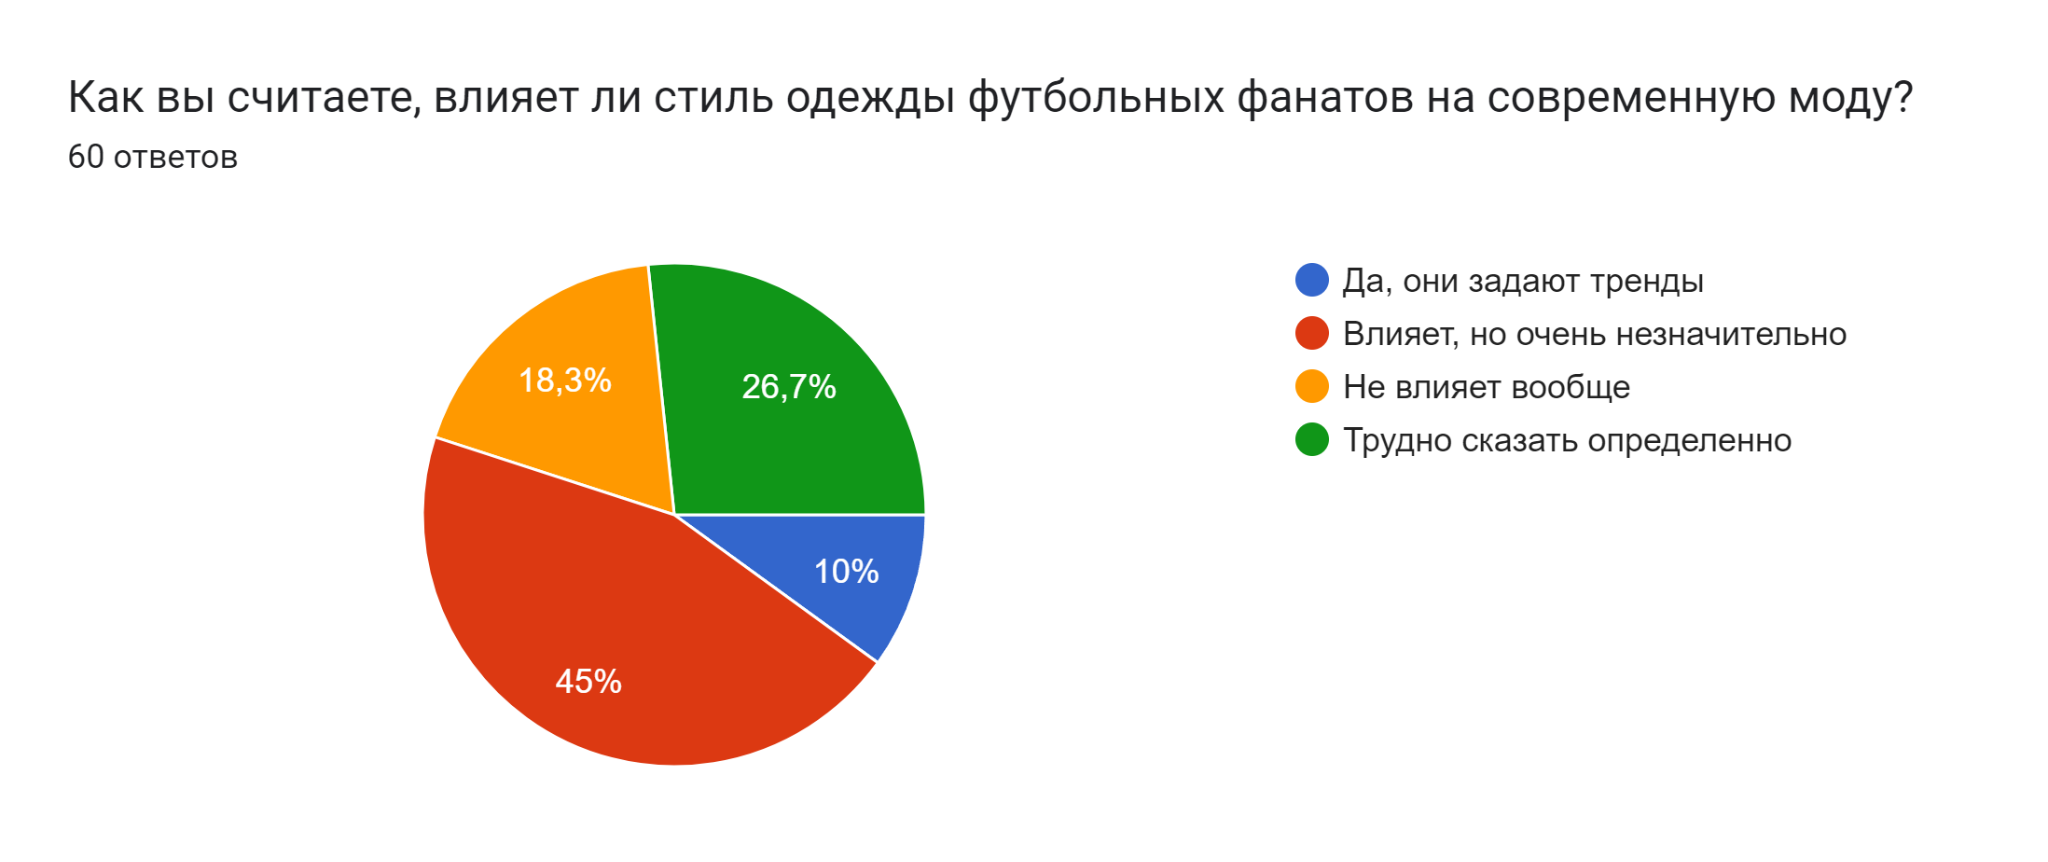 Как вы считаете, влияет ли стиль одежды футбольных фанатов на современную моду?
60 ответов
18,3%
26,7%
10%
45%
Да, они задают тренды
Влияет, но очень незначительно
Не влияет вообще
Трудно сказать определенно